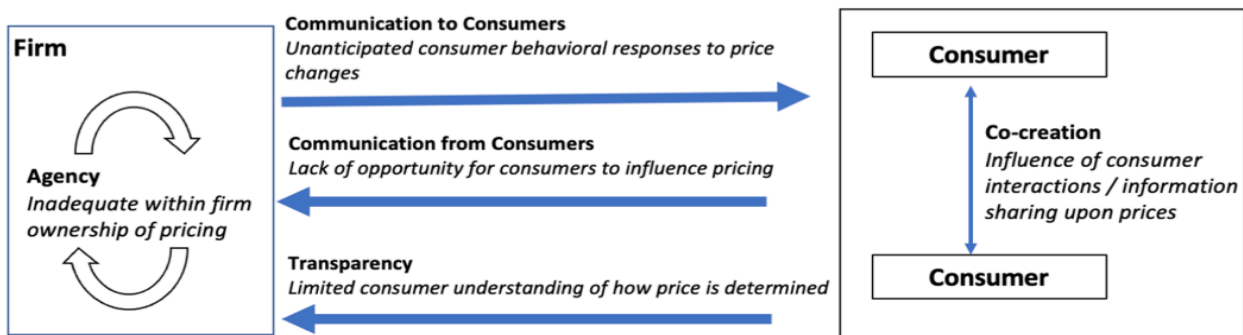 Firm
Agency
Inadequate within firm
ownership of pricing
Communication to Consumers
Unanticipated consumer behavioral responses to price
changes
Communication from Consumers
Lack of opportunity for consumers to influence pricing
Transparency
Limited consumer understanding of how price is determined
Consumer
Co-creation
Influence of consumer
interactions / information
sharing upon prices
Consumer